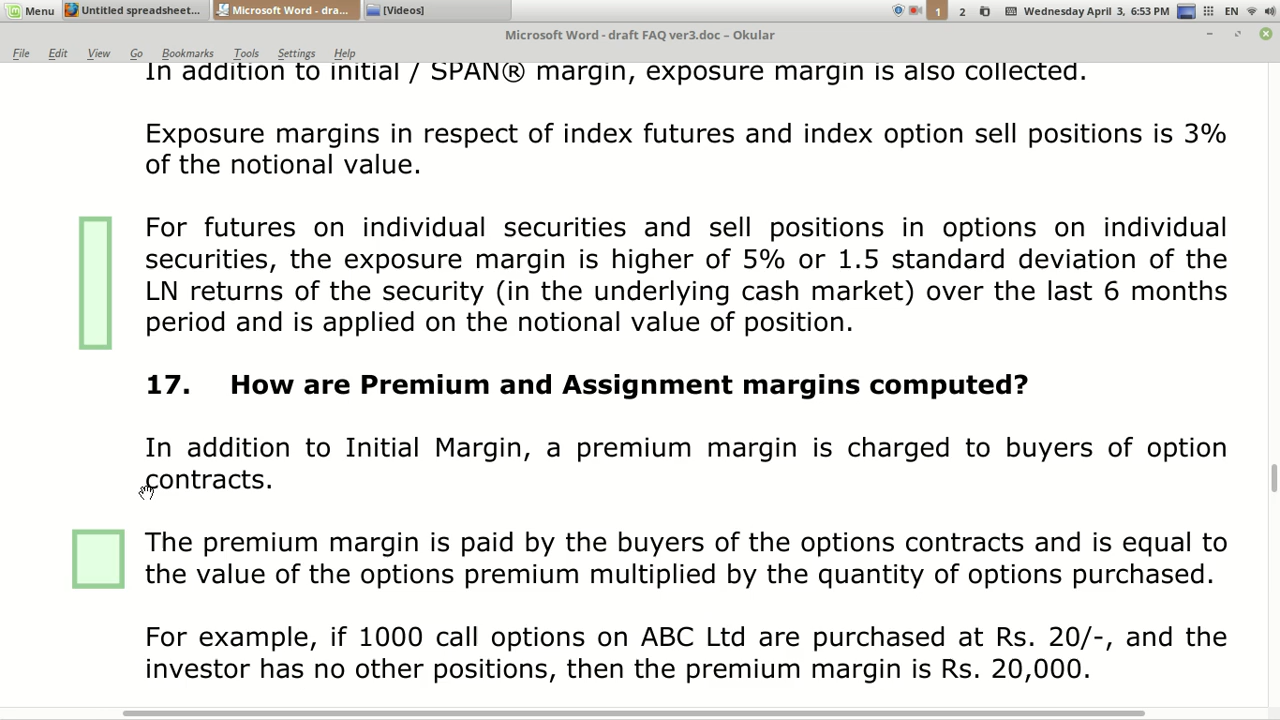 Menu Untitled spreadsheet... Microsoft Word - dra... [Videos] 1 2 Wednesday April 3, 6:53 PM EN
Microsoft Word - draft FAQ ver3.doc – Okular
File Edit View Go Bookmarks Tools Settings Help
In addition to initial / SPAN® margin, exposure margin is also collected.
Exposure margins in respect of index futures and index option sell positions is 3%
of the notional value.
For futures on individual securities and sell positions in options on individual
securities, the exposure margin is higher of 5% or 1.5 standard deviation of the
LN returns of the security (in the underlying cash market) over the last 6 months
period and is applied on the notional value of position.
17. How are Premium and Assignment margins computed?
In addition to Initial Margin, a premium margin is charged to buyers of option
contracts.
The premium margin is paid by the buyers of the options contracts and is equal to
the value of the options premium multiplied by the quantity of options purchased.
For example, if 1000 call options on ABC Ltd are purchased at Rs. 20/-, and the
investor has no other positions, then the premium margin is Rs. 20,000.